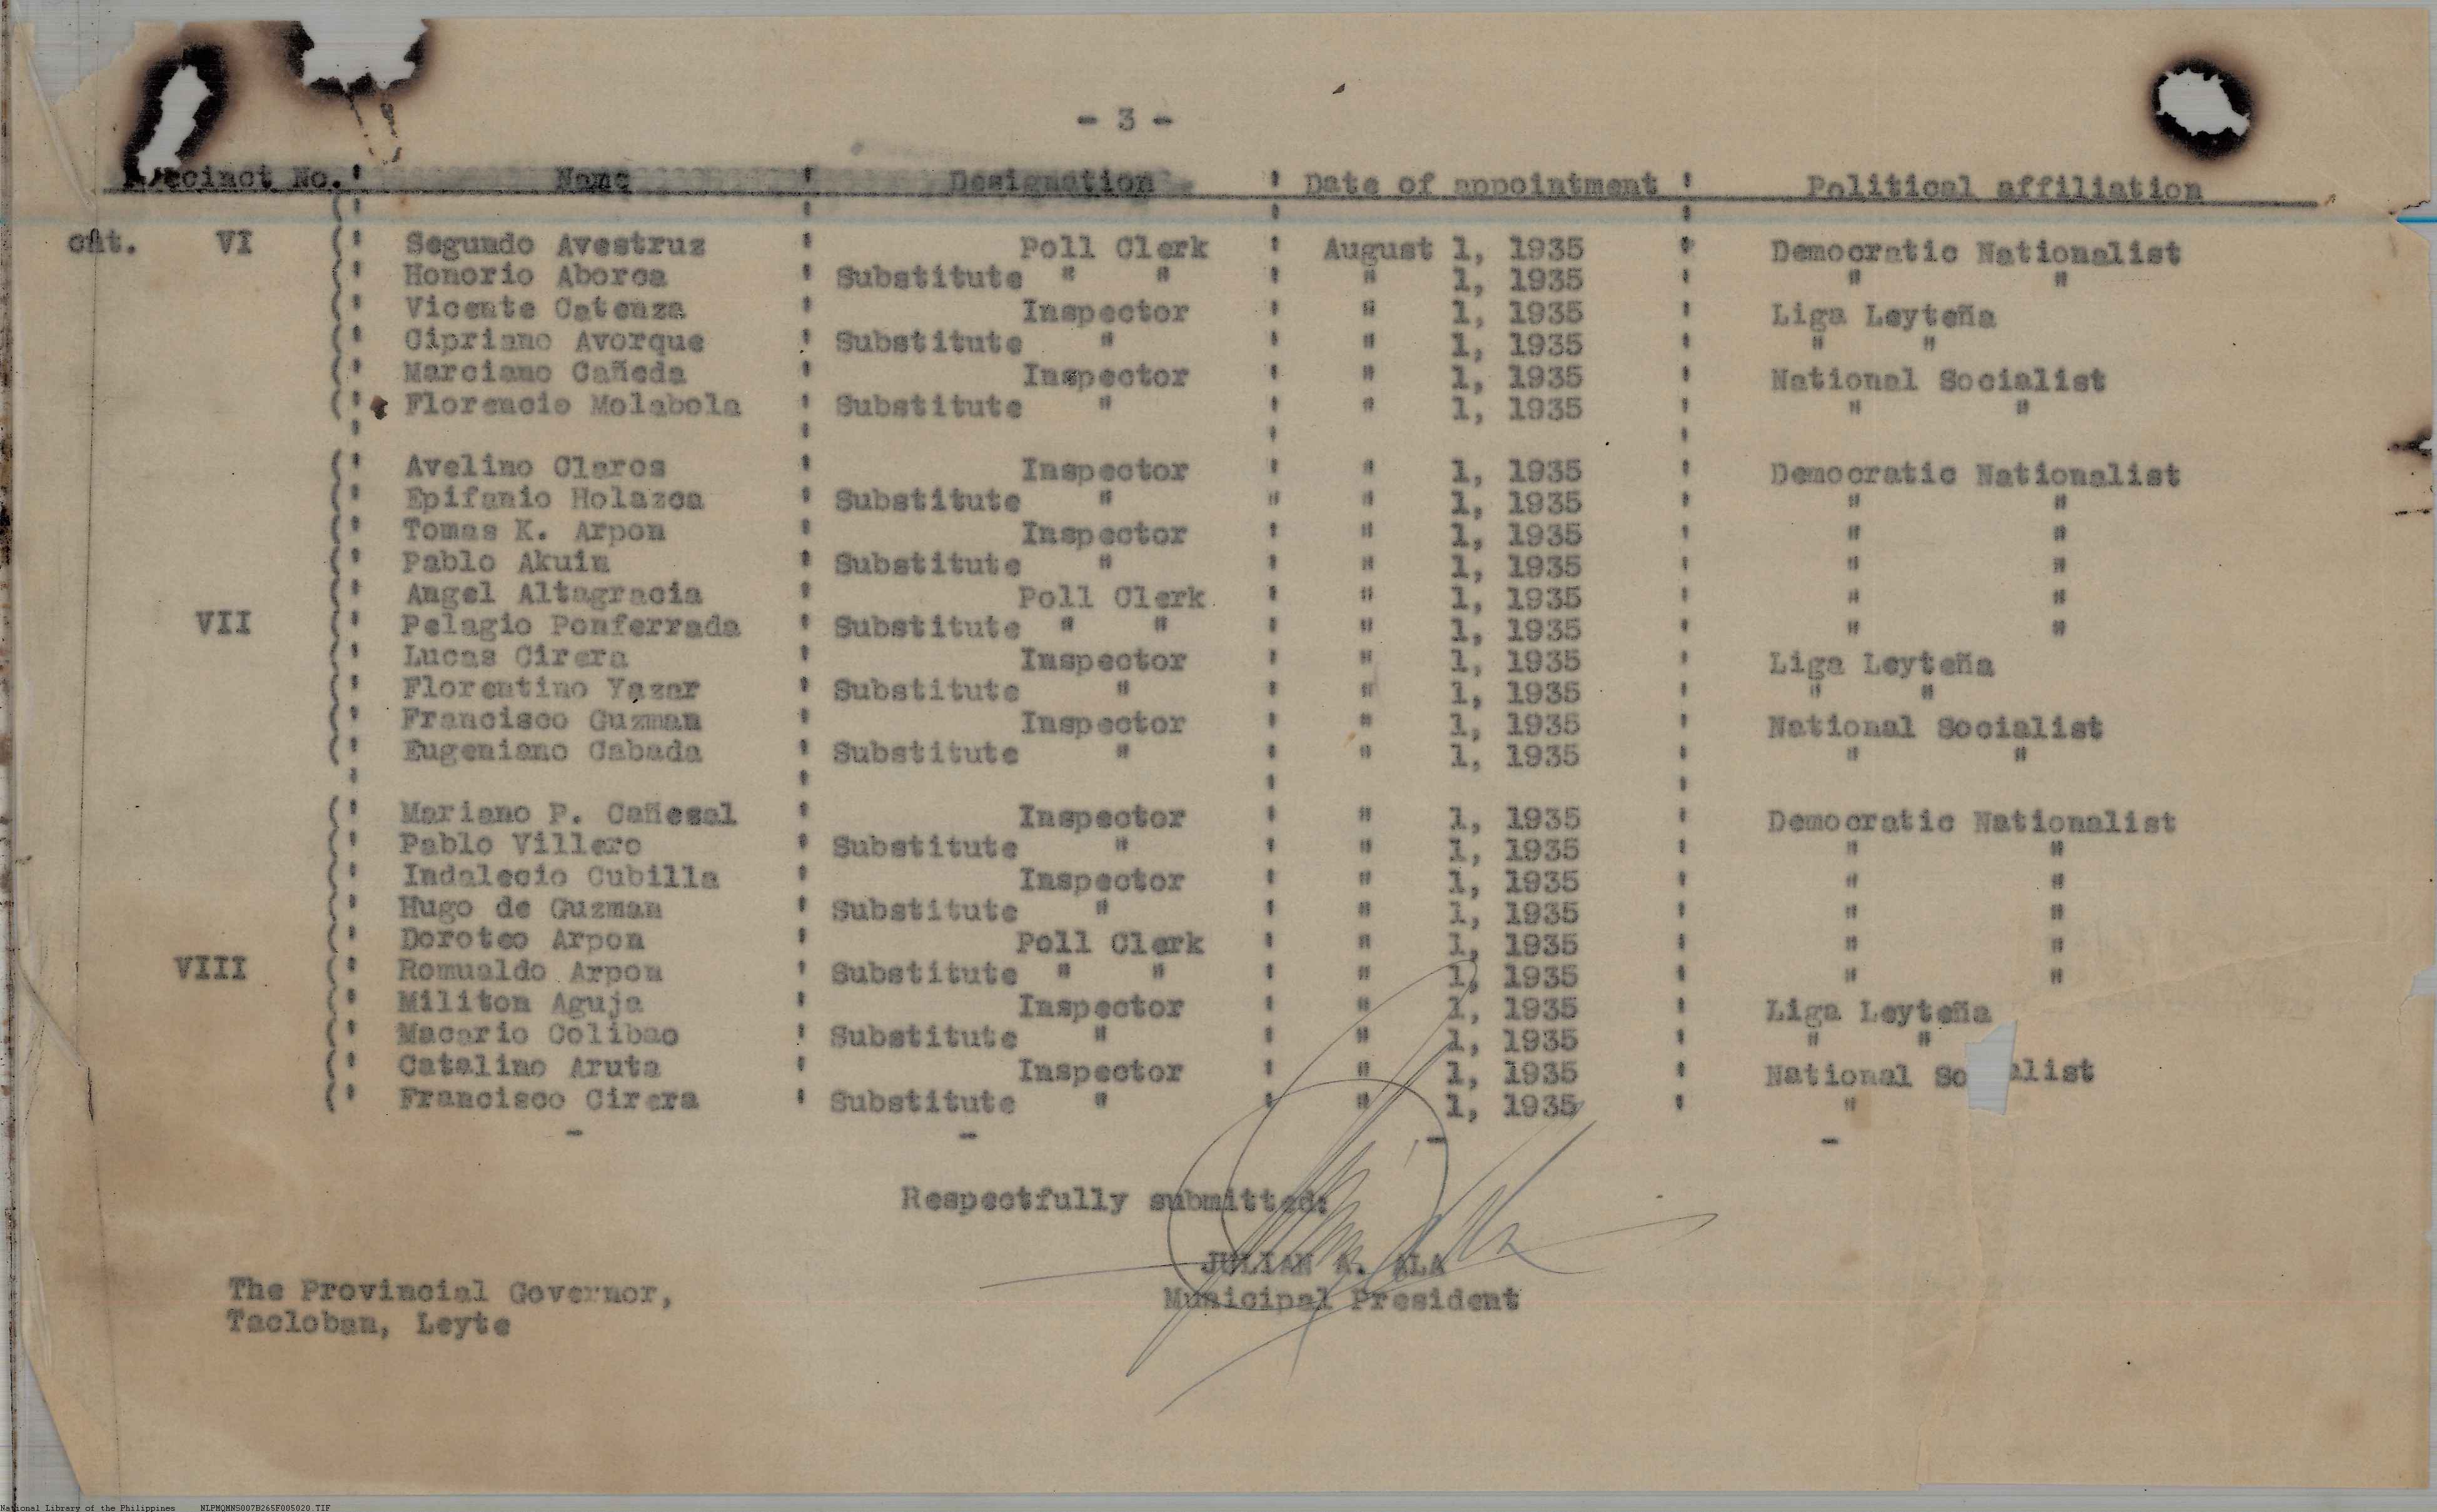 - 3 -
ecinct No. ' Name ' Designation ' Date of appointment ' Political affiliation
cnt. VI (' Segundo Avestruz ' Poll Clerk ' August 1, 1935 ' Democratic Nationalist
(' Honorio Aborca ' Substitute " " ' " 1, 1935 ' " "
(' Vicente Catenza ' Inspector ' " 1, 1935 ' Liga Leyteña
(' Cipriano Avorque ' Substitute " ' " 1, 1935 ' " "
(' Marciano Cañeda ' Inspector ' " 1, 1935 ' National Socialist
(' Florencio Molabola ' Substitute " ' " 1, 1935 ' " "
(' Avelino Claros ' Inspector ' " 1, 1935 ' Democratic Nationalist
(' Epifanio Holazca ' Substitute " " " 1, 1935 ' " "
(' Tomas K. Arpon ' Inspector ' " 1, 1935 ' " "
(' Pablo Akuin ' Substitute " ' " 1, 1935 ' " "
(' Angel Altagracia ' Poll Clerk ' " 1, 1935 ' " "
VII (' Pelagio Ponferrada ' Substitute " " ' " 1, 1935 ' " "
(' Lucas Cirera ' Inspector ' " 1, 1935 ' Liga Leyteña
(' Florentino Yazar ' Substitute " ' " 1, 1935 ' " "
(' Francisco Guzman ' Inspector ' " 1, 1935 ' National Socialist
(' Eugeniano Cabada ' Substitute " ' " 1, 1935 ' " "
(' Mariano P. Cañesal ' Inspector ' " 1, 1935 ' Democratic Nationalist
(' Pablo Villero ' Substitute " ' " 1, 1935 ' " "
(' Indalecio Cubilla ' Inspector ' " 1, 1935 ' " "
(' Hugo de Guzman ' Substitute " ' " 1, 1935 ' " "
(' Doroteo Arpon ' Poll Clerk ' " 1, 1935 ' " "
VIII (' Romualdo Arpon ' Substitute " " ' " 1, 1935 ' " "
(' Militon Aguja ' Inspector ' " 1, 1935 ' Liga Leyteña
(' Macario Colibao ' Substitute " ' " 1, 1935 ' " "
(' Catalino Aruta ' Inspector ' " 1, 1935 ' National So alist
(' Francisco Cirera ' Substitute " ' " 1, 1935 ' "
- - - -
Respectfully submitted:
JULIAN A. ALA
Municipal President
The Provincial Governor,
Tacloban, Leyte
National Library of the Philippines NLPMQMNS007B265F005020.TIF